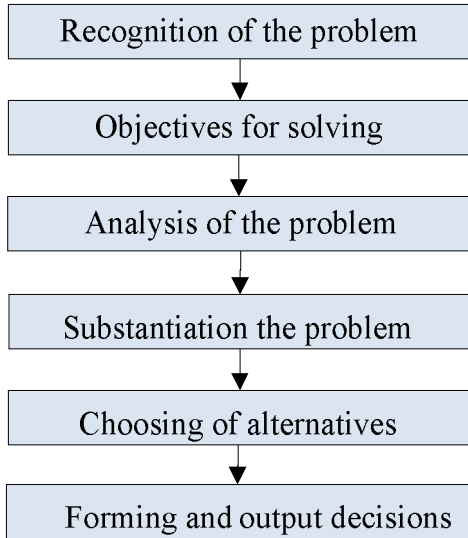 Recognition of the problem
Objectives for solving
Analysis of the problem
Substantiation the problem
Choosing of alternatives
Forming and output decisions